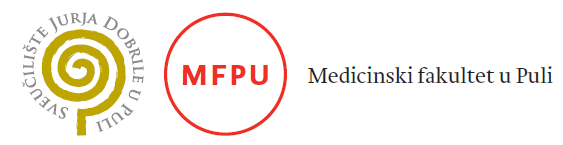 SVEUČILIŠTE JURJA DOBRILE U PULI
MFPU
Medicinski fakultet u Puli